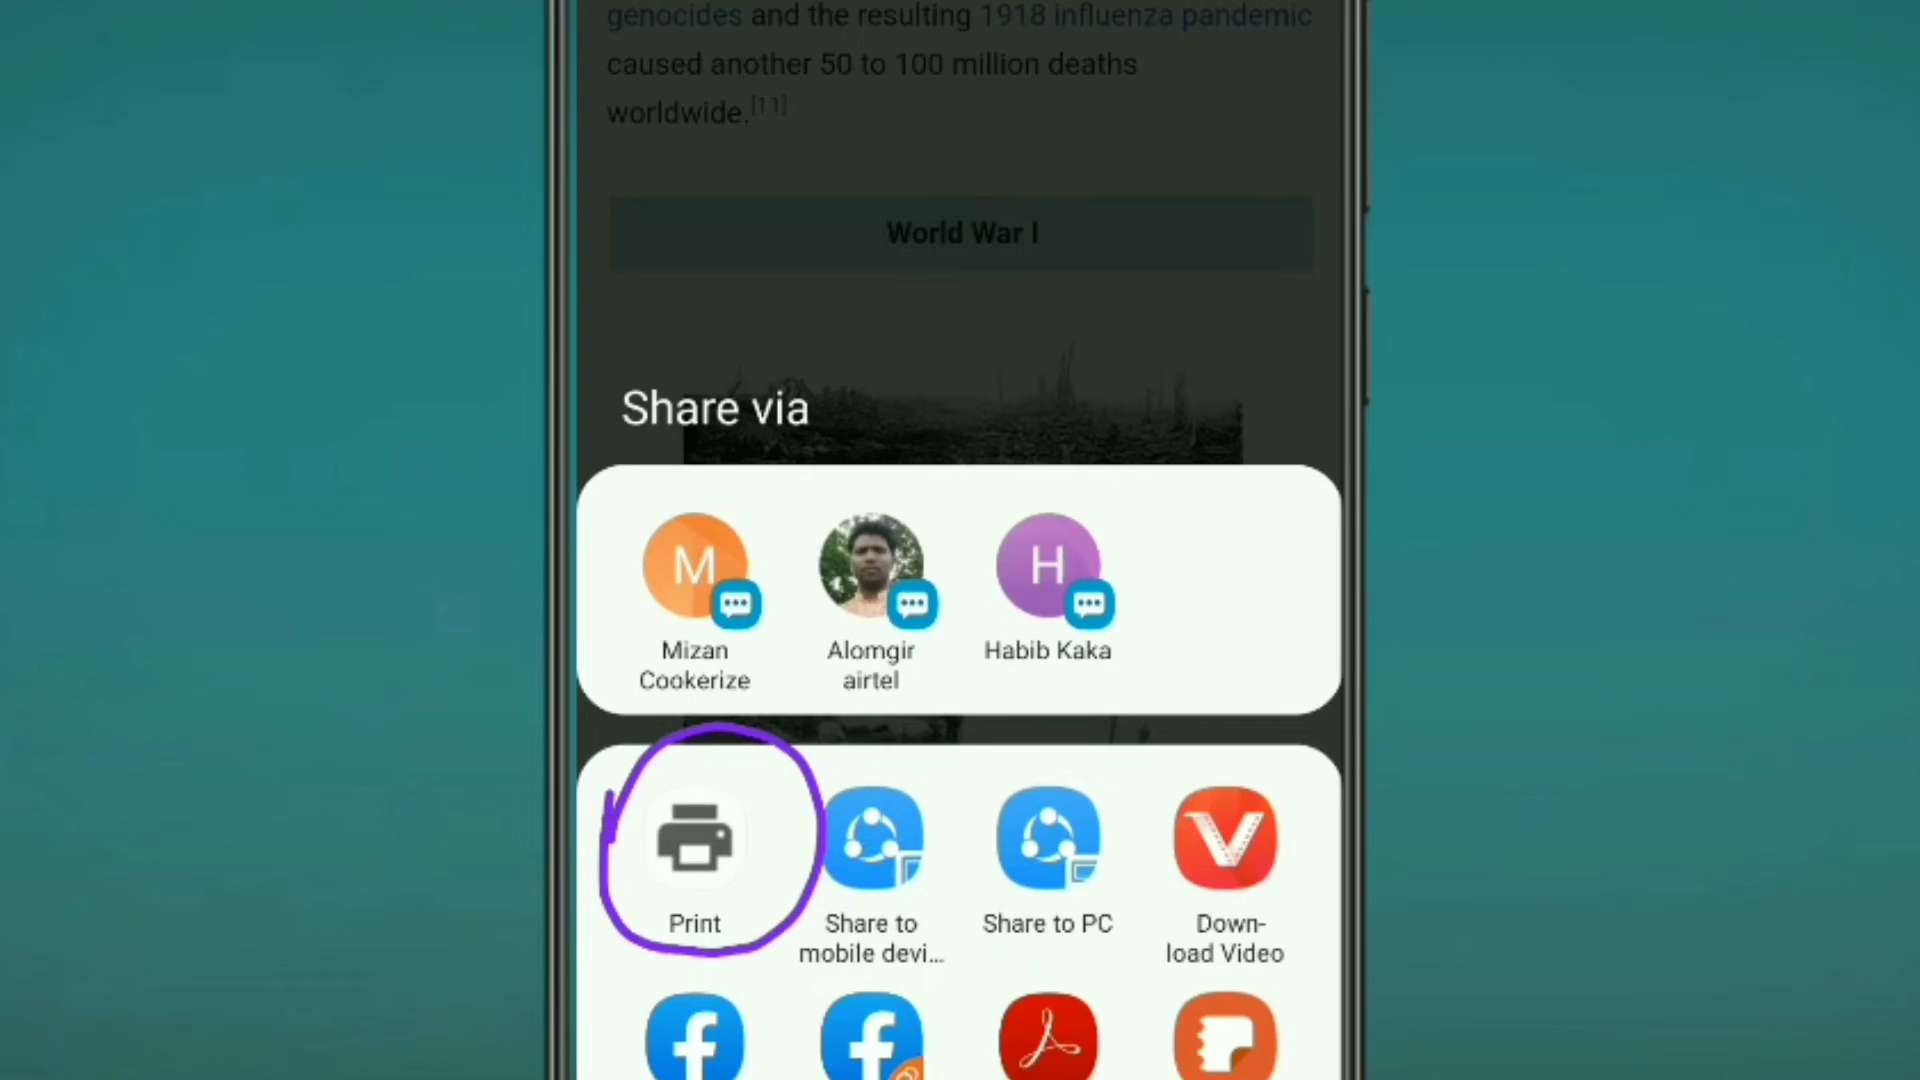 genocides and the resulting 1918 influenza pandemic
caused another 50 to 100 million deaths
worldwide.[11]
World War I
Share via
M
H
Mizan
Cookerize
Alomgir
airtel
Habib Kaka
Print
Share to
mobile devi...
Share to PC
Down-
load Video